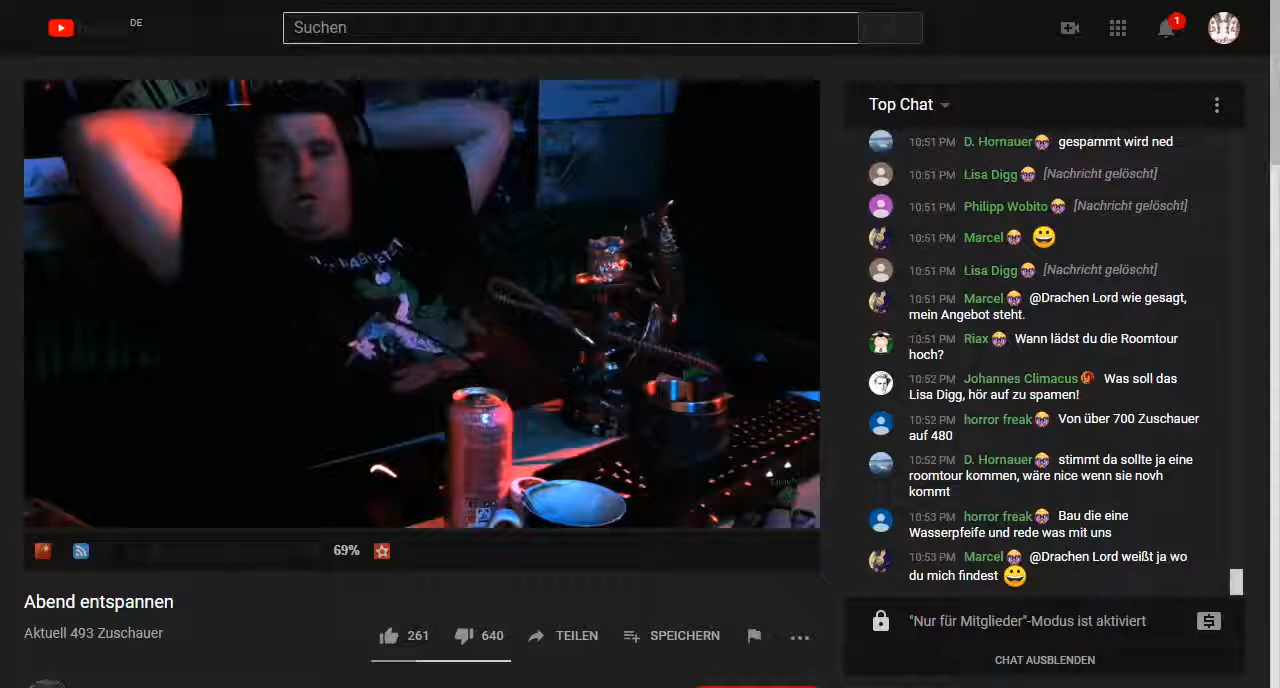 DE
Suchen
1
Top Chat
10:51 PM D. Hornauer gespammt wird ned
10:51 PM Lisa Digg [Nachricht gelöscht]
10:51 PM Philipp Wobito [Nachricht gelöscht]
10:51 PM Marcel
10:51 PM Lisa Digg [Nachricht gelöscht]
10:51 PM Marcel @Drachen Lord wie gesagt,
mein Angebot steht.
10:51 PM Riax Wann lädst du die Roomtour
hoch?
10:52 PM Johannes Climacus Was soll das
Lisa Digg, hör auf zu spamen!
10:52 PM horror freak Von über 700 Zuschauer
auf 480
10:52 PM D. Hornauer stimmt da sollte ja eine
roomtour kommen, wäre nice wenn sie novh
kommt
10:53 PM horror freak Bau die eine
Wasserpfeife und rede was mit uns
10:53 PM Marcel @Drachen Lord weißt ja wo
du mich findest
69%
Abend entspannen
Aktuell 493 Zuschauer
261
640
TEILEN
SPEICHERN
"Nur für Mitglieder"-Modus ist aktiviert
CHAT AUSBLENDEN